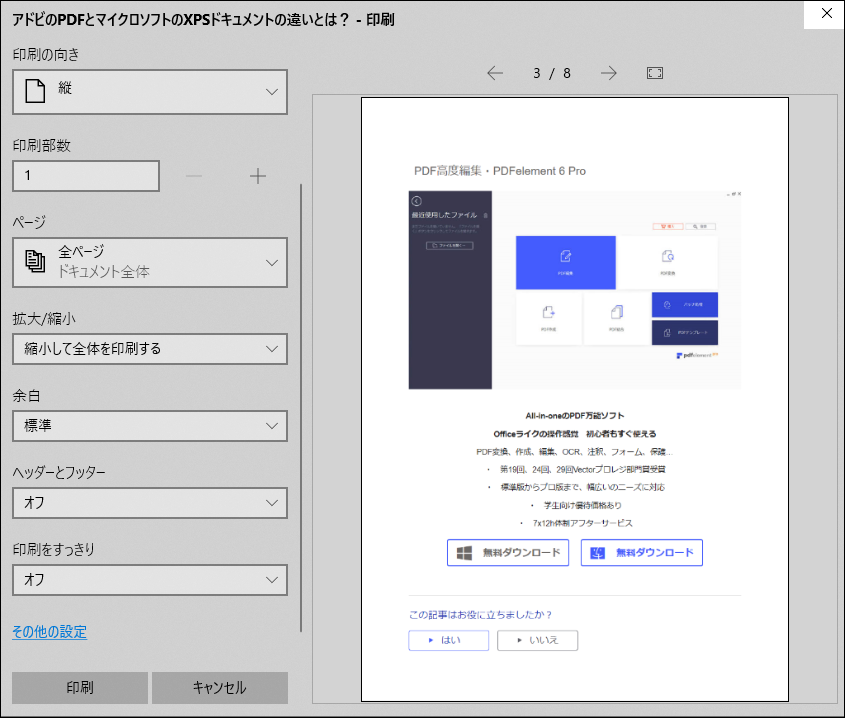 アドビのPDFとマイクロソフトのXPSドキュメントの違いとは？ - 印刷
印刷の向き
縦
印刷部数
1
ページ
全ページ
ドキュメント全体
拡大/縮小
縮小して全体を印刷する
余白
標準
ヘッダーとフッター
オフ
印刷をすっきり
オフ
その他の設定
印刷
キャンセル
3 / 8
PDF高度編集・PDFelement 6 Pro
最近使用したファイル
PDF編集
pdfelement
All-in-oneのPDF万能ソフト
Officeライクの操作感覚 初心者もすぐ使える
PDF変換、作成、編集、OCR、注釈、フォーム、保護...
・ 第19回、24回、29回Vectorプロレジ部門賞受賞
・ 標準版からプロ版まで、幅広いのニーズに対応
・ 学生向け優待価格あり
・ 7x12h体制アフターサービス
無料ダウンロード
無料ダウンロード
この記事はお役に立ちましたか？
はい
いいえ